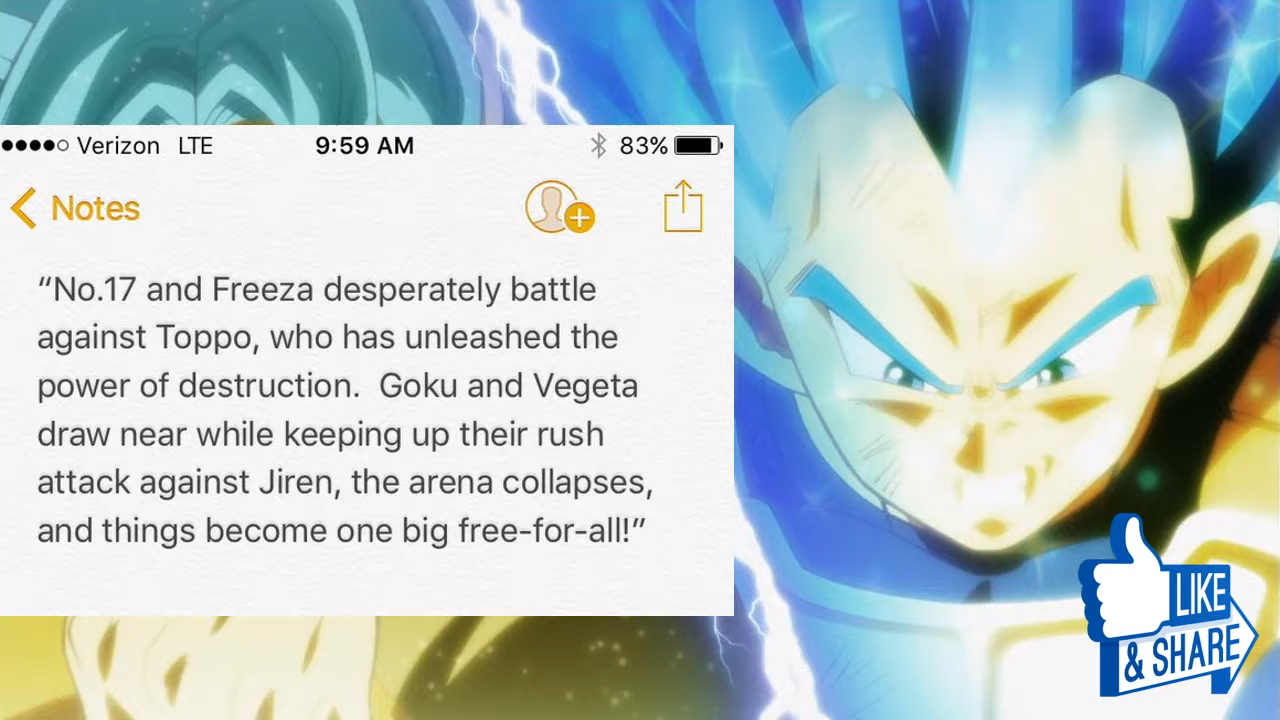 Verizon LTE 9:59 AM 83%
Notes
“No.17 and Freeza desperately battle
against Toppo, who has unleashed the
power of destruction.  Goku and Vegeta
draw near while keeping up their rush
attack against Jiren, the arena collapses,
and things become one big free-for-all!”
LIKE
& SHARE